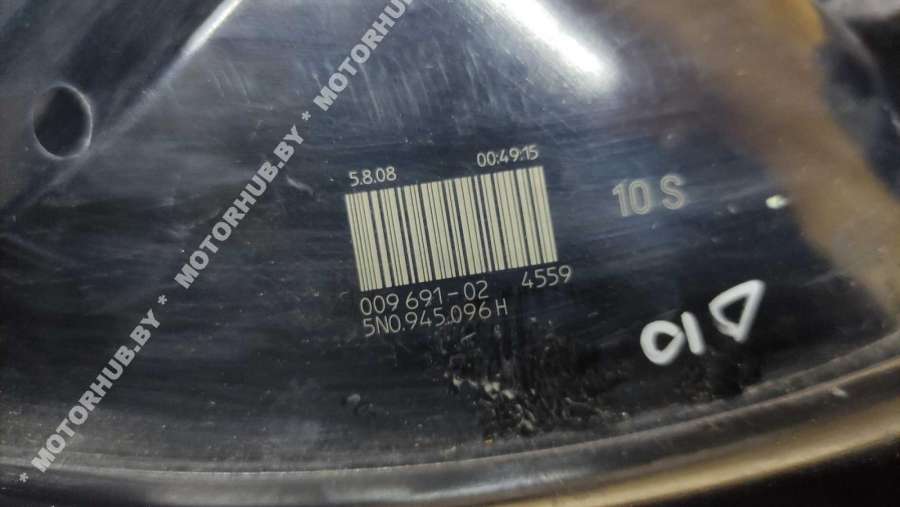 5.8.08 00:49:15
009 691-02 4559
5N0.945.096 H
10 S
* MOTORHUB.BY * MOTORHUB.BY * MOTORHUB.BY * MOTORHUB